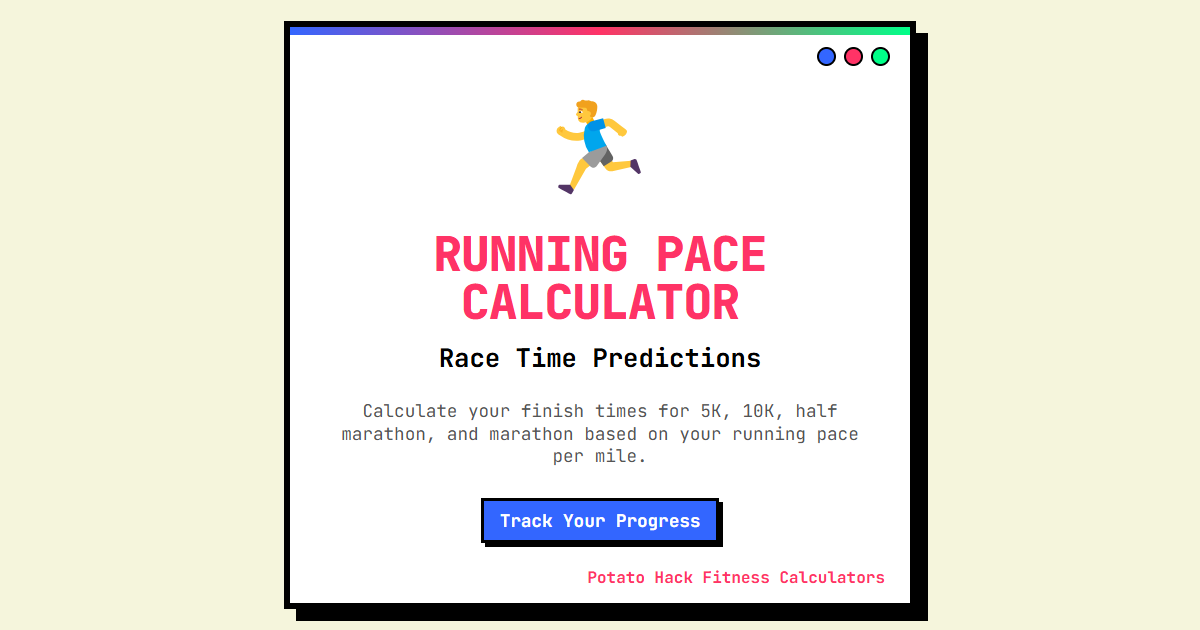 RUNNING PACE
CALCULATOR
Race Time Predictions
Calculate your finish times for 5K, 10K, half
marathon, and marathon based on your running pace
per mile.
Track Your Progress
Potato Hack Fitness Calculators